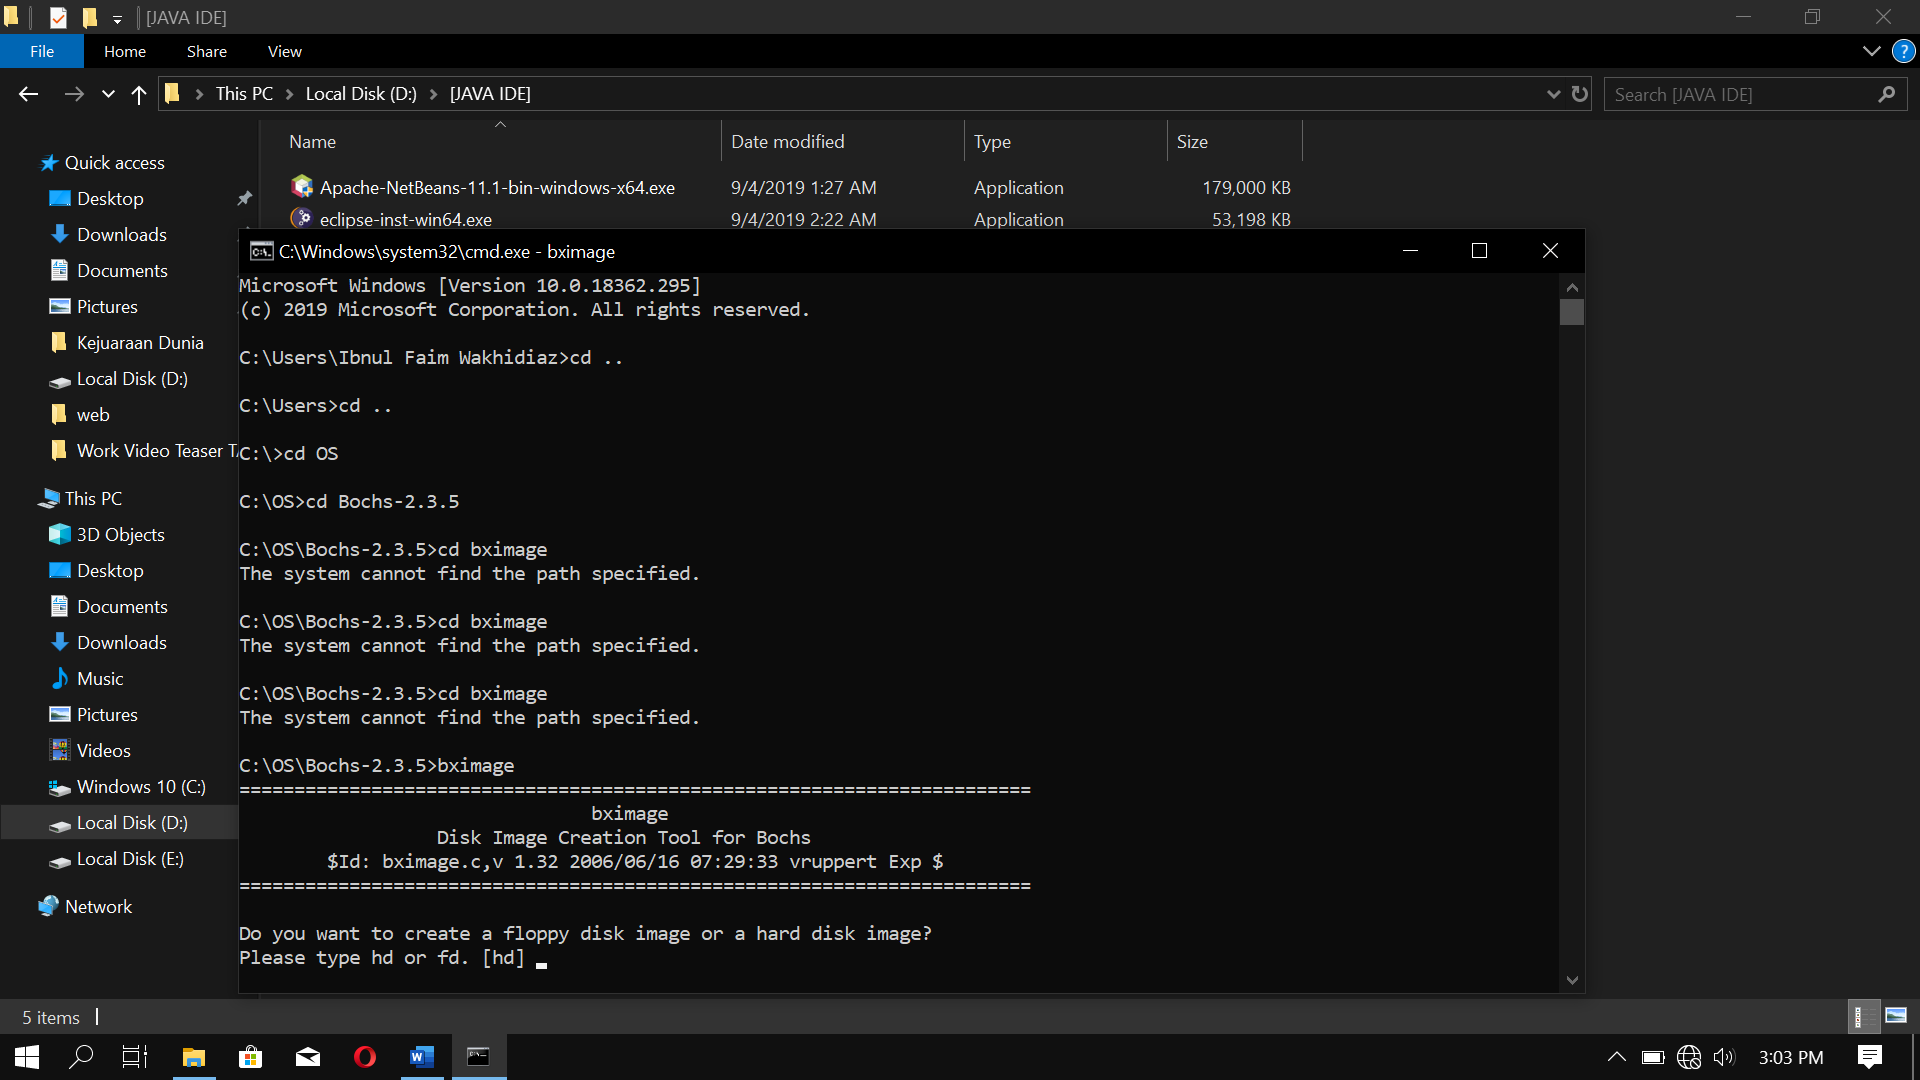 [JAVA IDE]
File Home Share View
This PC Local Disk (D:) [JAVA IDE]
Search [JAVA IDE]
Name Date modified Type Size
Apache-NetBeans-11.1-bin-windows-x64.exe 9/4/2019 1:27 AM Application 179,000 KB
eclipse-inst-win64.exe 9/4/2019 2:22 AM Application 53,198 KB
Quick access
Desktop
Downloads
Documents
Pictures
Kejuaraan Dunia
Local Disk (D:)
web
Work Video Teaser
This PC
3D Objects
Desktop
Documents
Downloads
Music
Pictures
Videos
Windows 10 (C:)
Local Disk (D:)
Local Disk (E:)
Network
C:\Windows\system32\cmd.exe - bximage
Microsoft Windows [Version 10.0.18362.295]
(c) 2019 Microsoft Corporation. All rights reserved.
C:\Users\Ibnul Faim Wakhidiaz>cd ..
C:\Users>cd ..
C:\>cd OS
C:\OS>cd Bochs-2.3.5
C:\OS\Bochs-2.3.5>cd bximage
The system cannot find the path specified.
C:\OS\Bochs-2.3.5>cd bximage
The system cannot find the path specified.
C:\OS\Bochs-2.3.5>cd bximage
The system cannot find the path specified.
C:\OS\Bochs-2.3.5>bximage
========================================================================
bximage
Disk Image Creation Tool for Bochs
$Id: bximage.c,v 1.32 2006/06/16 07:29:33 vruppert Exp $
========================================================================
Do you want to create a floppy disk image or a hard disk image?
Please type hd or fd. [hd]
5 items
3:03 PM